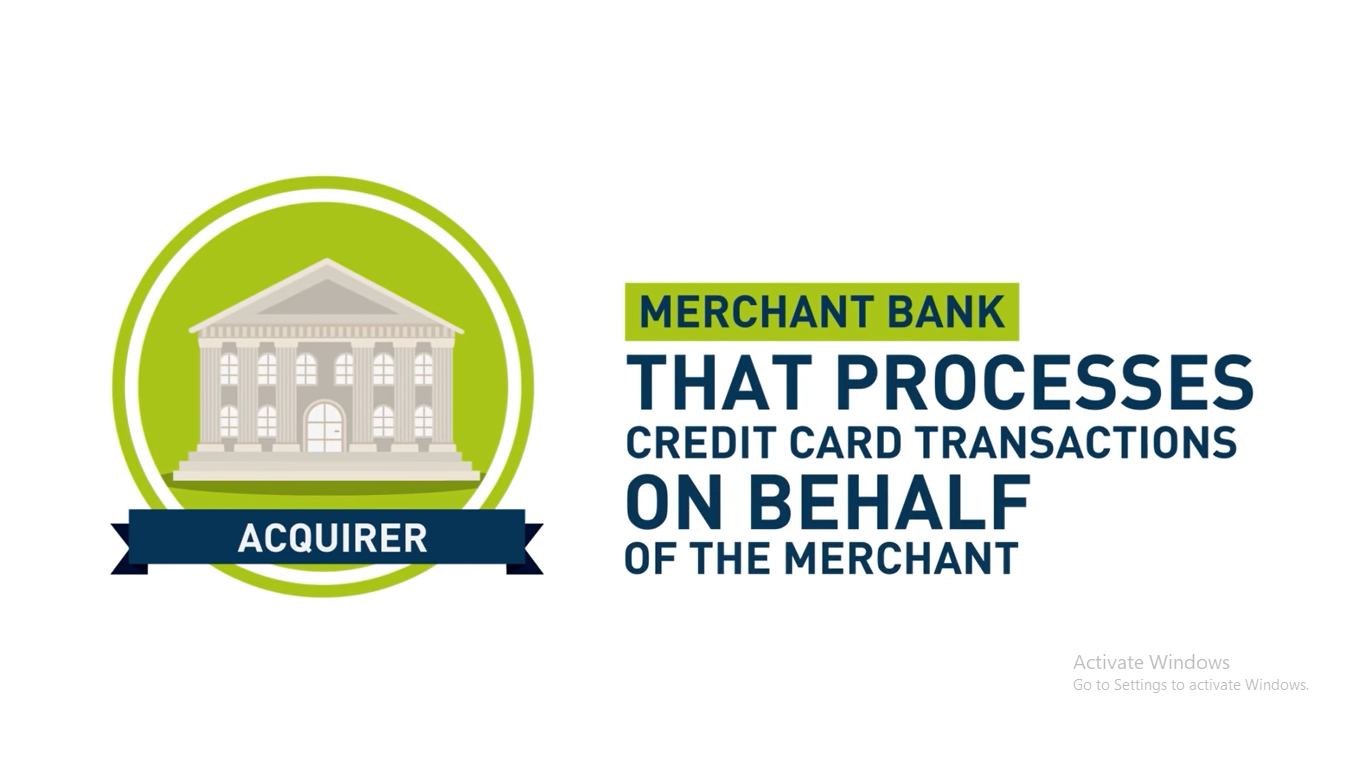 ACQUIRER
MERCHANT BANK
THAT PROCESSES
CREDIT CARD TRANSACTIONS
ON BEHALF
OF THE MERCHANT
Activate Windows
Go to Settings to activate Windows.